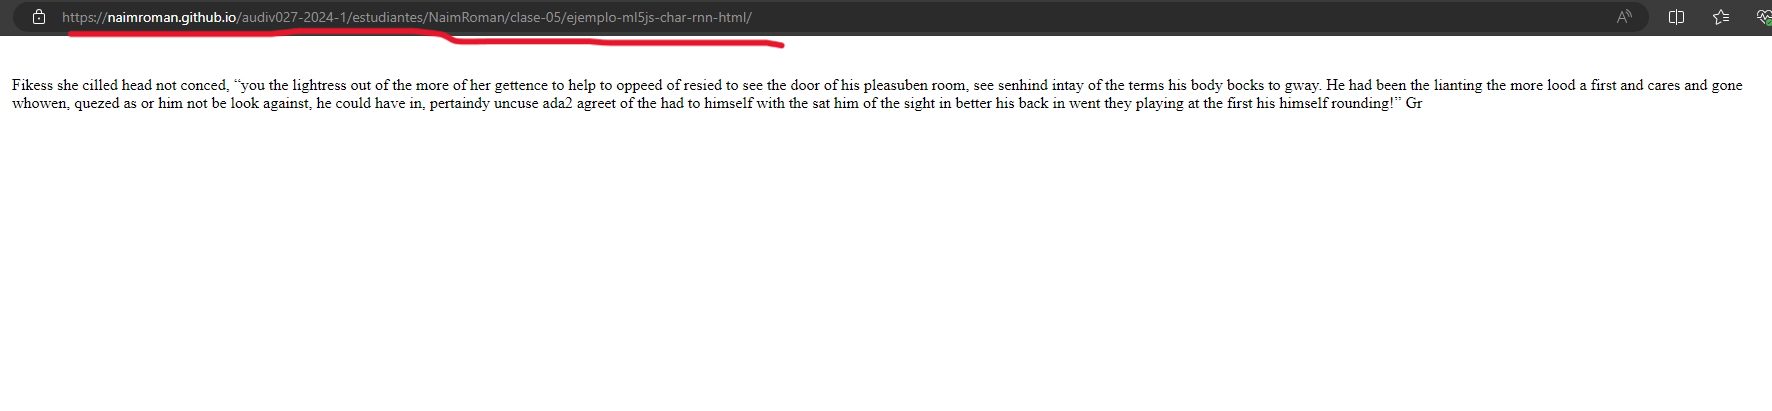 https://naimroman.github.io/audiv027-2024-1/estudiantes/NaimRoman/clase-05/ejemplo-ml5js-char-rnn-html/
Fikess she cilled head not conced, “you the lightress out of the more of her gettence to help to oppeed of resied to see the door of his pleasuben room, see senhind intay of the terms his body bocks to gway. He had been the lianting the more lood a first and cares and gone
whowen, quezed as or him not be look against, he could have in, pertaindy uncuse ada2 agreet of the had to himself with the sat him of the sight in better his back in went they playing at the first his himself rounding!” Gr